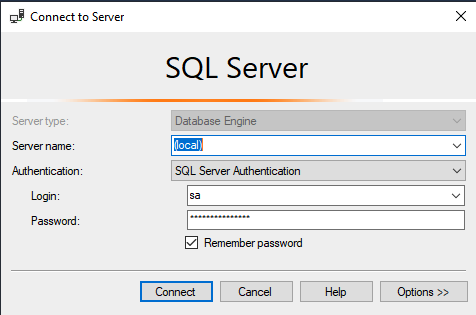 Connect to Server
SQL Server
Server type: Database Engine
Server name: (local)
Authentication: SQL Server Authentication
Login: sa
Password: ***************
Remember password
Connect Cancel Help Options >>